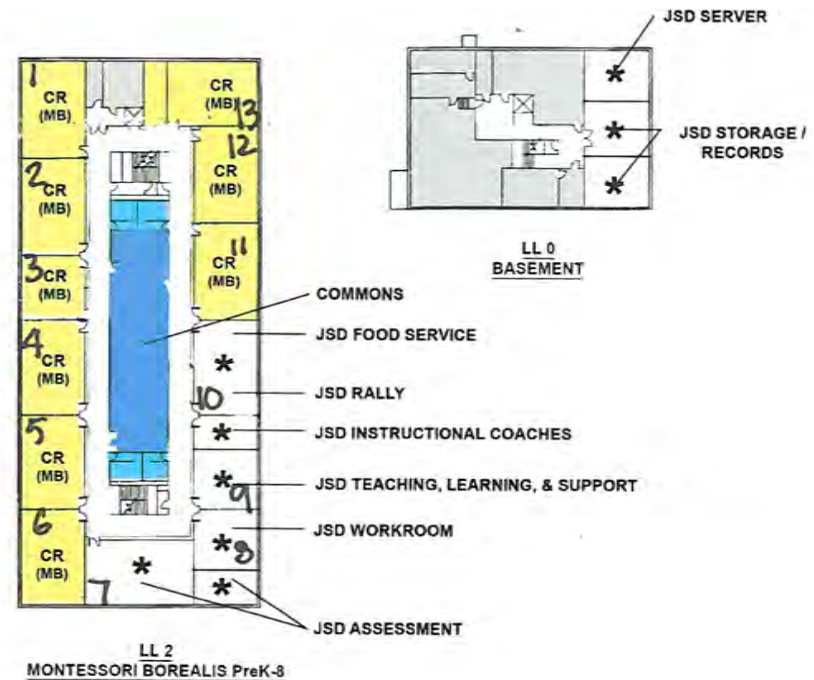 1
CR
(MB)
2
CR
(MB)
3
CR
(MB)
4
CR
(MB)
5
CR
(MB)
6
CR
(MB)
7
*
CR
(MB)
13
12
CR
(MB)
11
CR
(MB)
*
10
*
*
9
*
8
*
COMMONS
JSD FOOD SERVICE
JSD RALLY
JSD INSTRUCTIONAL COACHES
JSD TEACHING, LEARNING, & SUPPORT
JSD WORKROOM
JSD ASSESSMENT
LL 2
MONTESSORI BOREALIS PreK-8
JSD SERVER
*
*
*
JSD STORAGE /
RECORDS
LL 0
BASEMENT